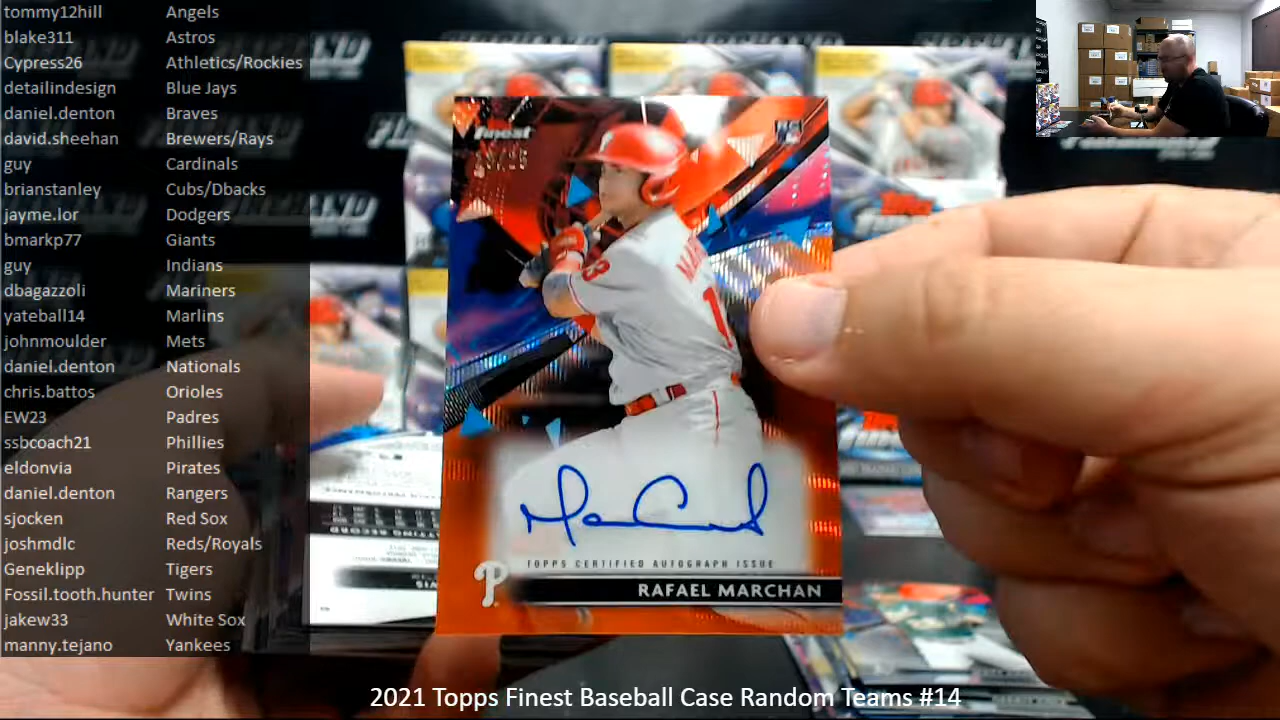 tommy12hill Angels
blake311 Astros
Cypress26 Athletics/Rockies
detailindesign Blue Jays
daniel.denton Braves
david.sheehan Brewers/Rays
guy Cardinals
brianstanley Cubs/Dbacks
jayme.lor Dodgers
bmarkp77 Giants
guy Indians
dbagazzoli Mariners
yateball14 Marlins
johnmoulder Mets
daniel.denton Nationals
chris.battos Orioles
EW23 Padres
ssbcoach21 Phillies
eldonvia Pirates
daniel.denton Rangers
sjocken Red Sox
joshmdlc Reds/Royals
Geneklipp Tigers
Fossil.tooth.hunter Twins
jakew33 White Sox
manny.tejano Yankees
finest
TOPPS CERTIFIED AUTOGRAPH ISSUE
P
RAFAEL MARCHAN
2021 Topps Finest Baseball Case Random Teams #14